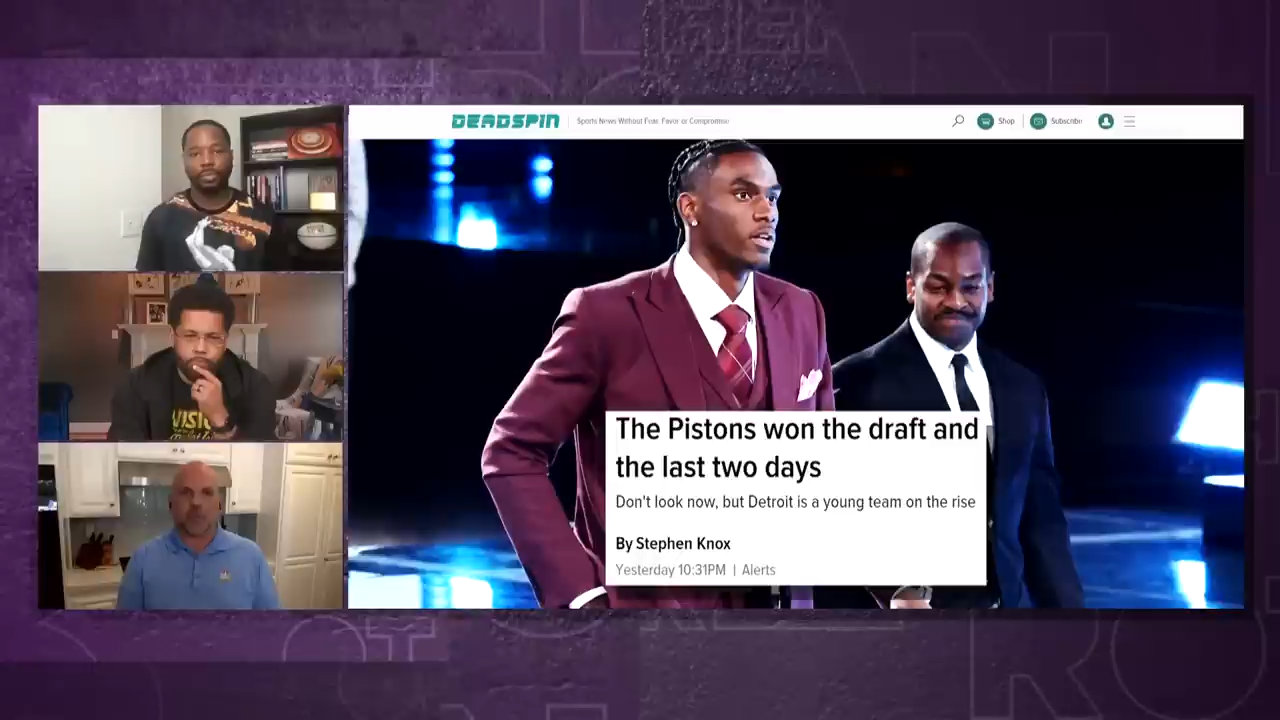 DEADSPIN
Sports News Without Fear, Favor or Compromise
Shop
Subscribe
The Pistons won the draft and
the last two days
Don't look now, but Detroit is a young team on the rise
By Stephen Knox
Yesterday 10:31PM | Alerts